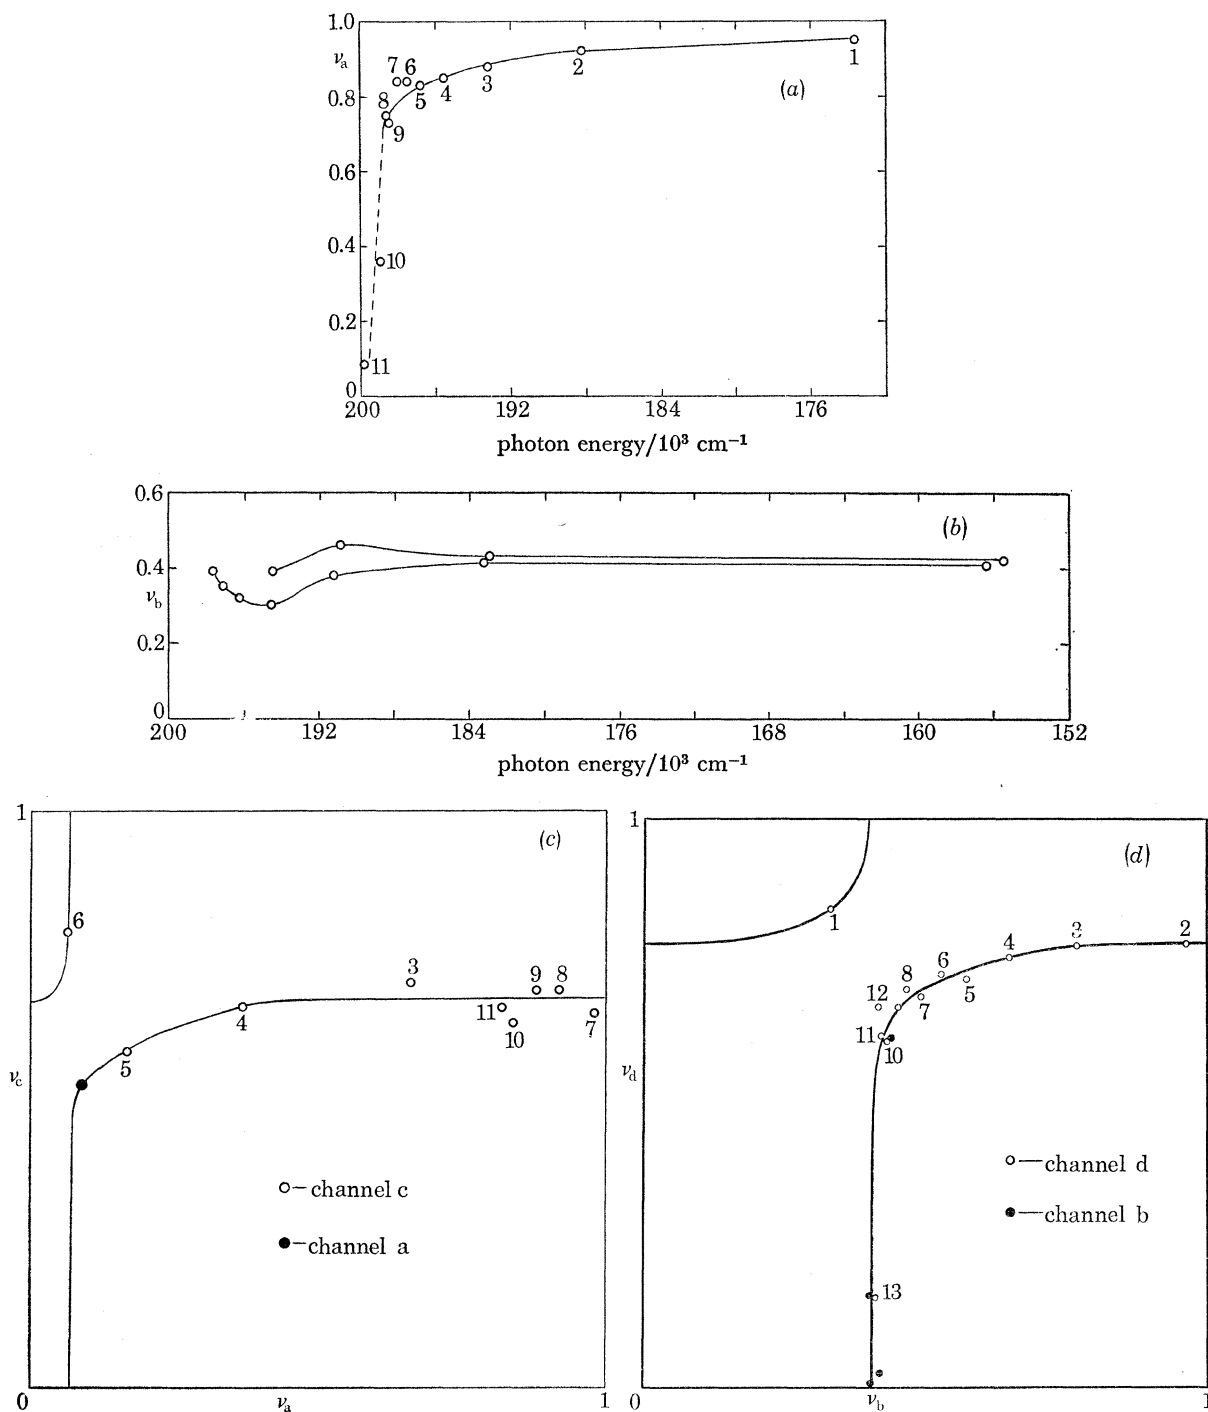 1.0
ν_a
7 6
(a)
1
2
3
4
5
8
9
0.8
0.6
0.4
10
0.2
11
0
200 192 184 176
photon energy/10³ cm⁻¹
0.6
(b)
0.4
ν_b
0.2
0
200 192 184 176 168 160 152
photon energy/10³ cm⁻¹
1
(c)
6
3
9 8
11
10
7
4
5
ν_c
channel c
channel a
0
ν_a
1
1
(d)
1
2
3
4
6
5
8
12
7
11
10
ν_d
channel d
channel b
13
0
ν_b
1